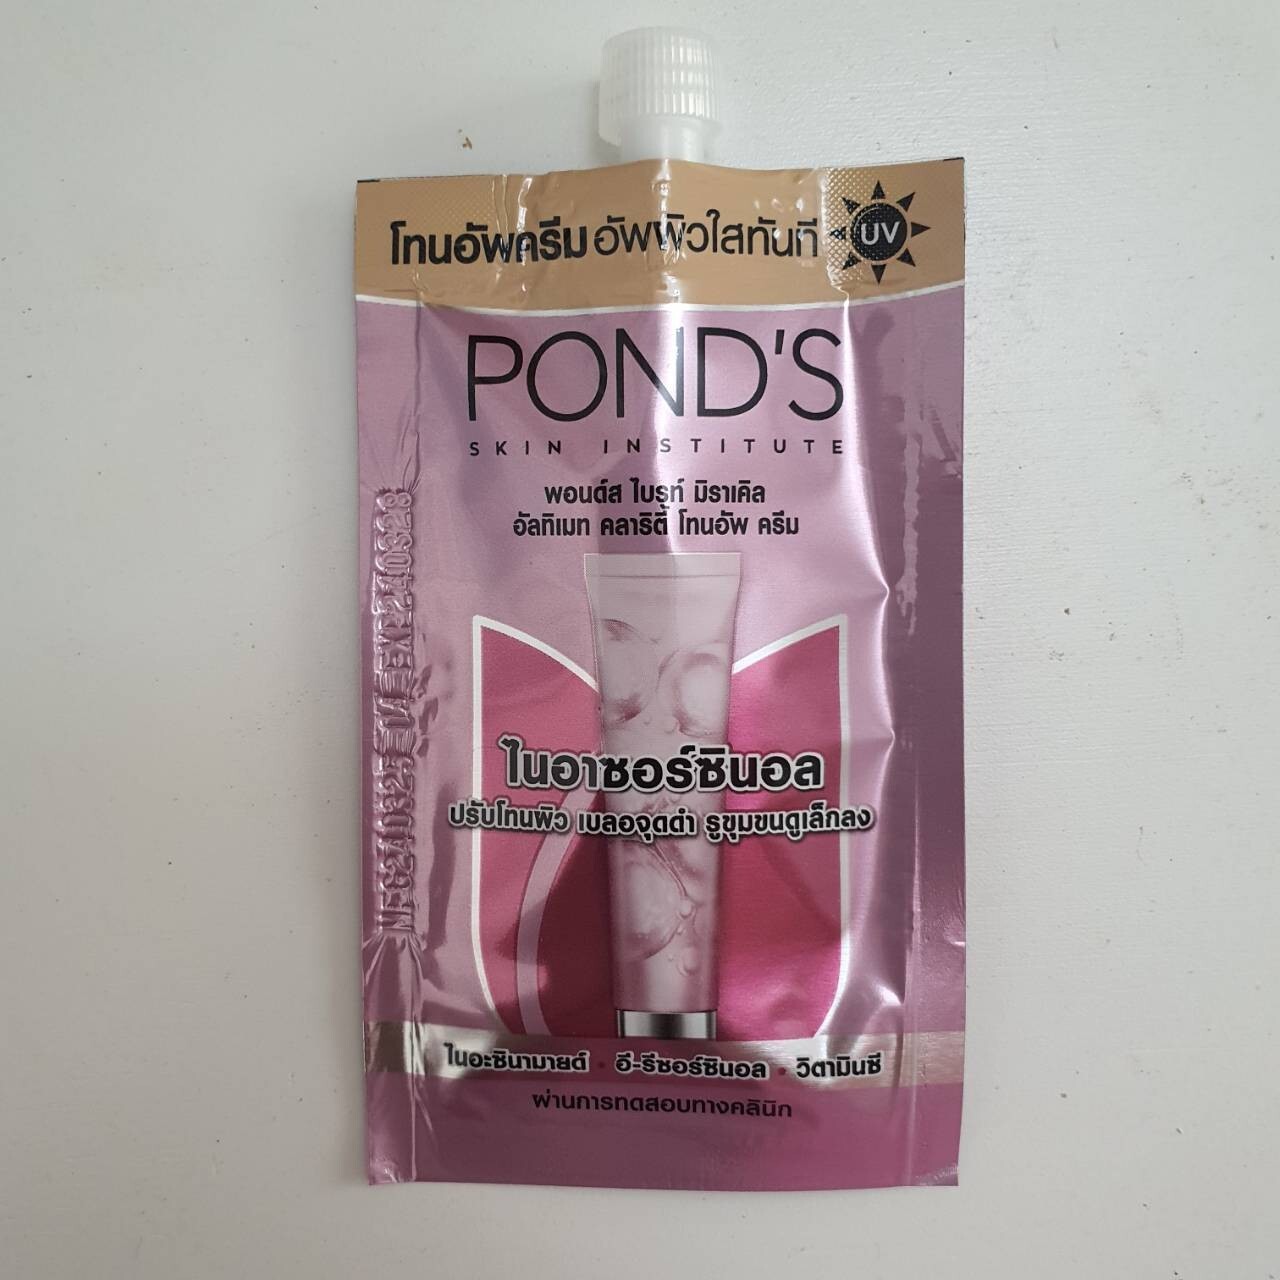 โทนอัพครีม อัพผิวใสทันที
UV
POND'S
SKIN INSTITUTE
พอนด์ส ไบรท์ มิราเคิล
อัลทิเมท คลาริตี้ โทนอัพ ครีม
ไนอาซอร์ซินอล
ปรับโทนผิว เบลอจุดดำ รูขุมขนดูเล็กลง
ไนอะซินามายด์ • อี-รีซอร์ซินอล • วิตามินซี
ผ่านการทดสอบทางคลินิก